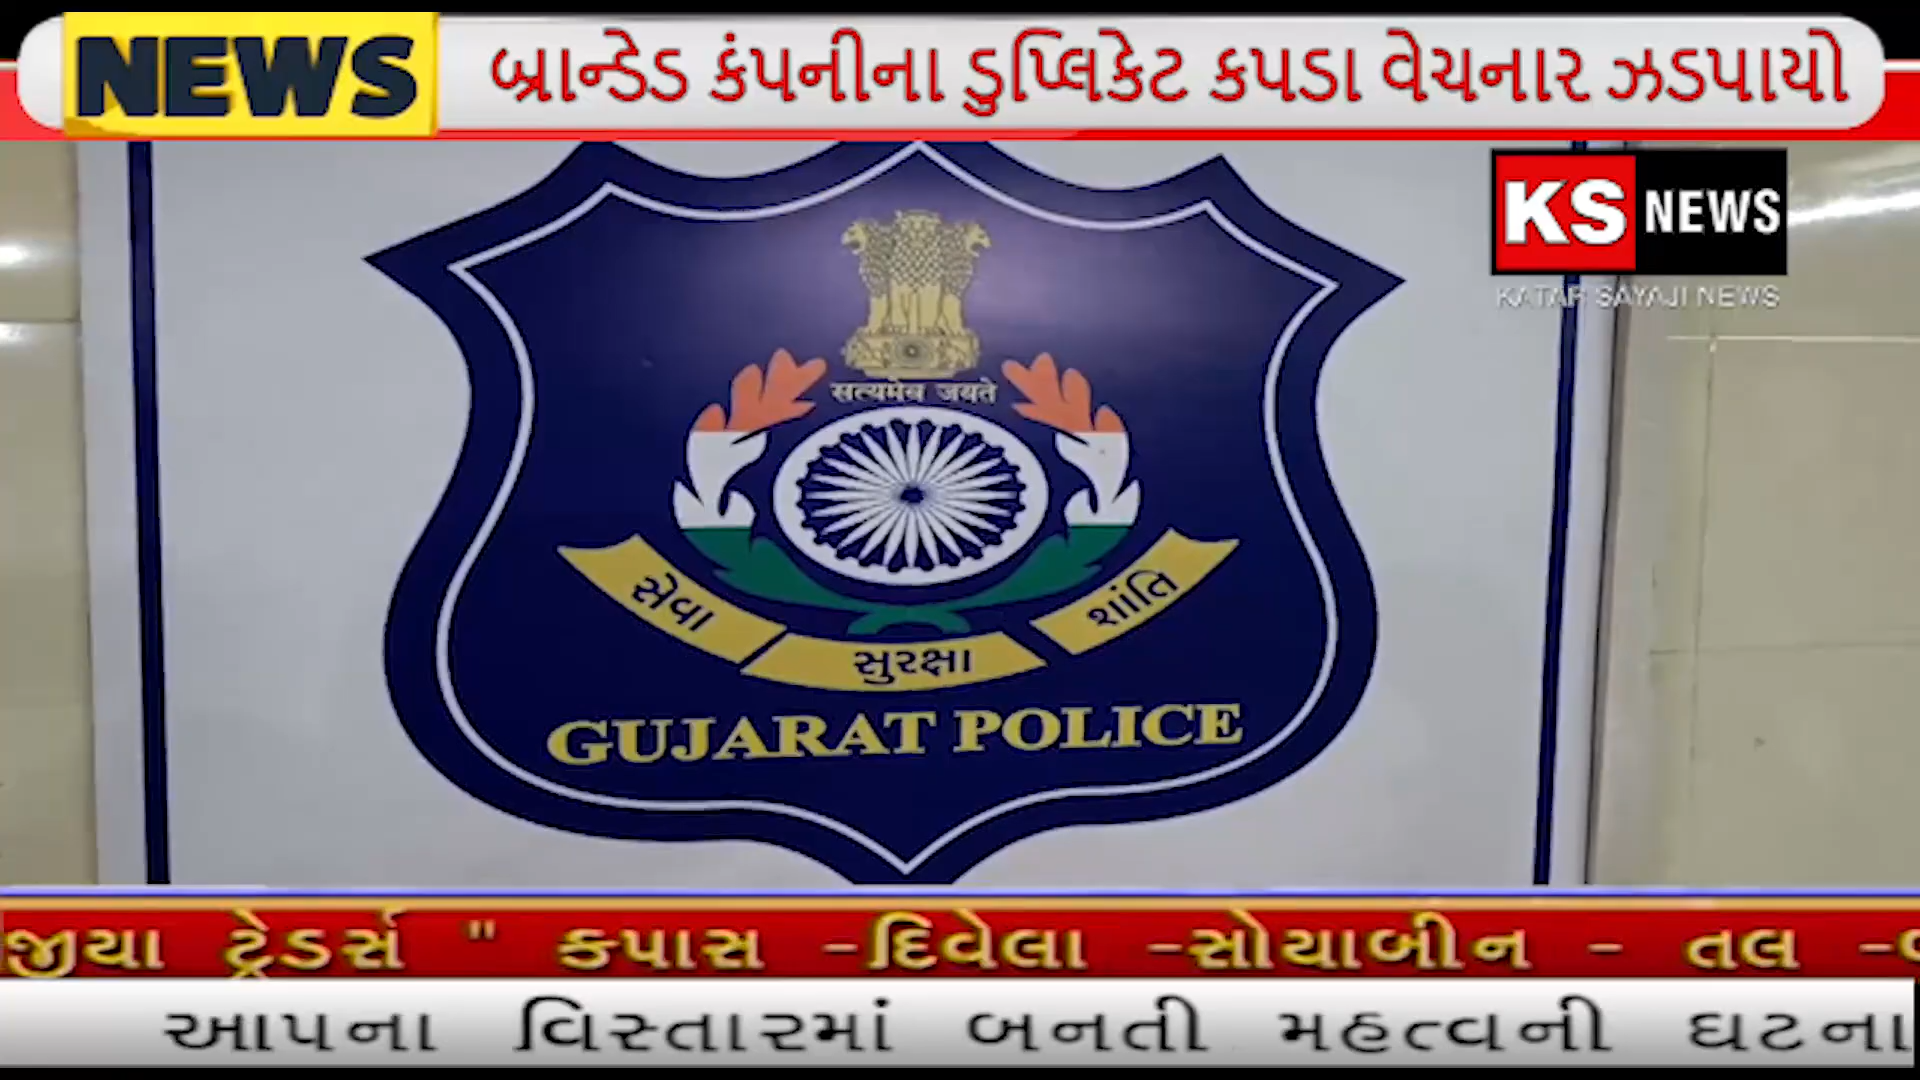 NEWS બ્રાન્ડેડ કંપનીના ડુપ્લિકેટ કપડા વેચનાર ઝડપાયો
KS NEWS
KATAR SAYAJI NEWS
सत्यमेव जयते
સેવા
સુરક્ષા
શાંતિ
GUJARAT POLICE
જીયા ટ્રેડર્સ " કપાસ -દિવેલા -સોયાબીન - તલ -
આપના વિસ્તારમાં બનતી મહત્વની ઘટના